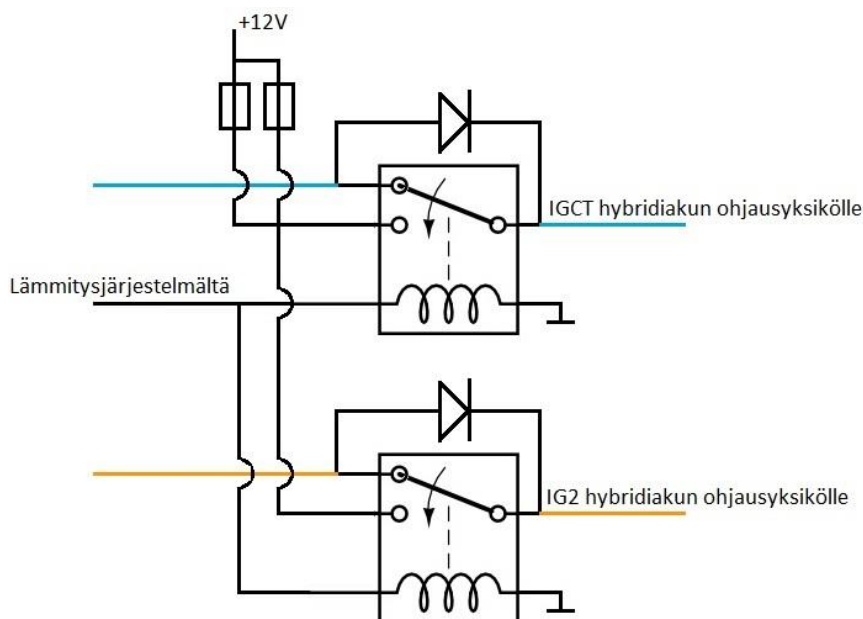 +12V
IGCT hybridiakun ohjausyksikölle
Lämmitysjärjestelmältä
IG2 hybridiakun ohjausyksikölle